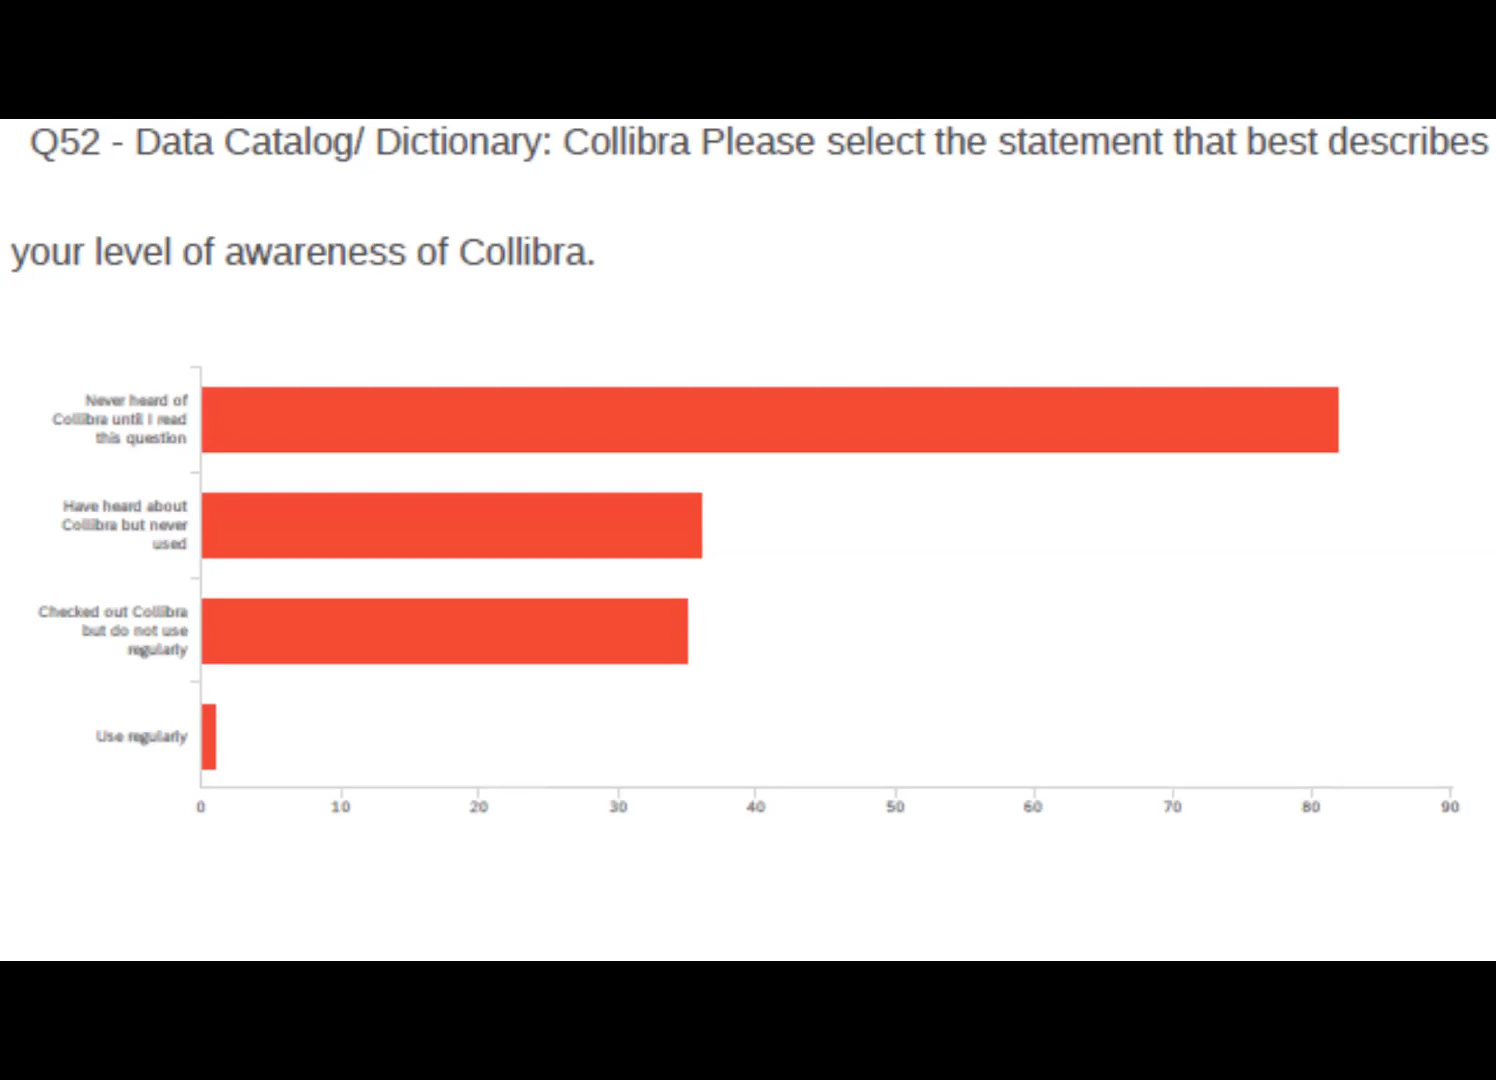 Q52 - Data Catalog/ Dictionary: Collibra Please select the statement that best describes
your level of awareness of Collibra.
Never heard of
Collibra until I read
this question
Have heard about
Collibra but never
used
Checked out Collibra
but do not use
regularly
Use regularly
0 10 20 30 40 50 60 70 80 90